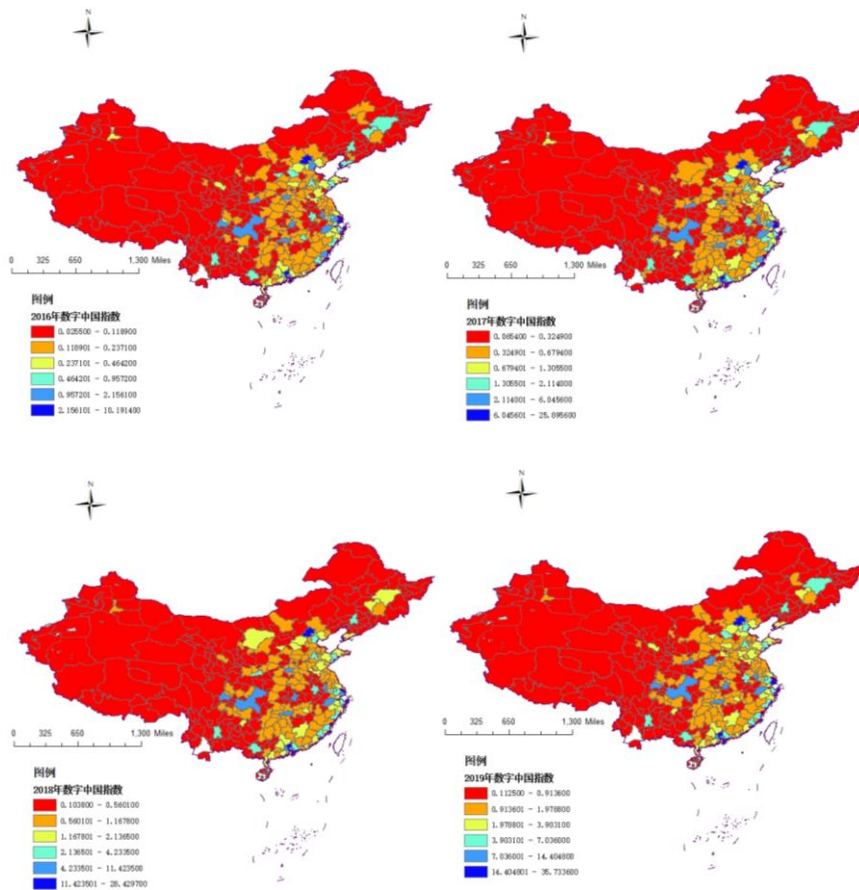 N
N
0 325 650 1,300 Miles
图例
2016年数字中国指数
0.025500 - 0.118900
0.118901 - 0.237100
0.237101 - 0.464200
0.464201 - 0.957200
0.957201 - 2.156100
2.156101 - 18.191400
0 325 650 1,300 Miles
图例
2017年数字中国指数
0.065400 - 0.324900
0.324901 - 0.679400
0.679401 - 1.305500
1.305501 - 2.114000
2.114001 - 6.045600
6.045601 - 25.895600
N
N
0 325 650 1,300 Miles
图例
2018年数字中国指数
0.103800 - 0.560100
0.560101 - 1.167800
1.167801 - 2.136500
2.136501 - 4.233500
4.233501 - 11.423500
11.423501 - 28.429700
0 325 650 1,300 Miles
图例
2019年数字中国指数
0.112500 - 0.913600
0.913601 - 1.978800
1.978801 - 3.903100
3.903101 - 7.036000
7.036001 - 14.404800
14.404801 - 35.733600